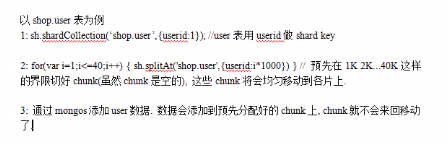 以 shop.user 表为例
1: sh.shardCollection(‘shop.user’,{userid:1}); //user 表用 userid 做 shard key
2: for(var i=1;i<=40;i++) { sh.splitAt('shop.user',{userid:i*1000}) } // 预先在 1K 2K...40K 这样
的界限切好 chunk(虽然 chunk 是空的), 这些 chunk 将会均匀移动到各片上.
3: 通过 mongos 添加 user 数据. 数据会添加到预先分配好的 chunk 上, chunk 就不会来回移动
了.